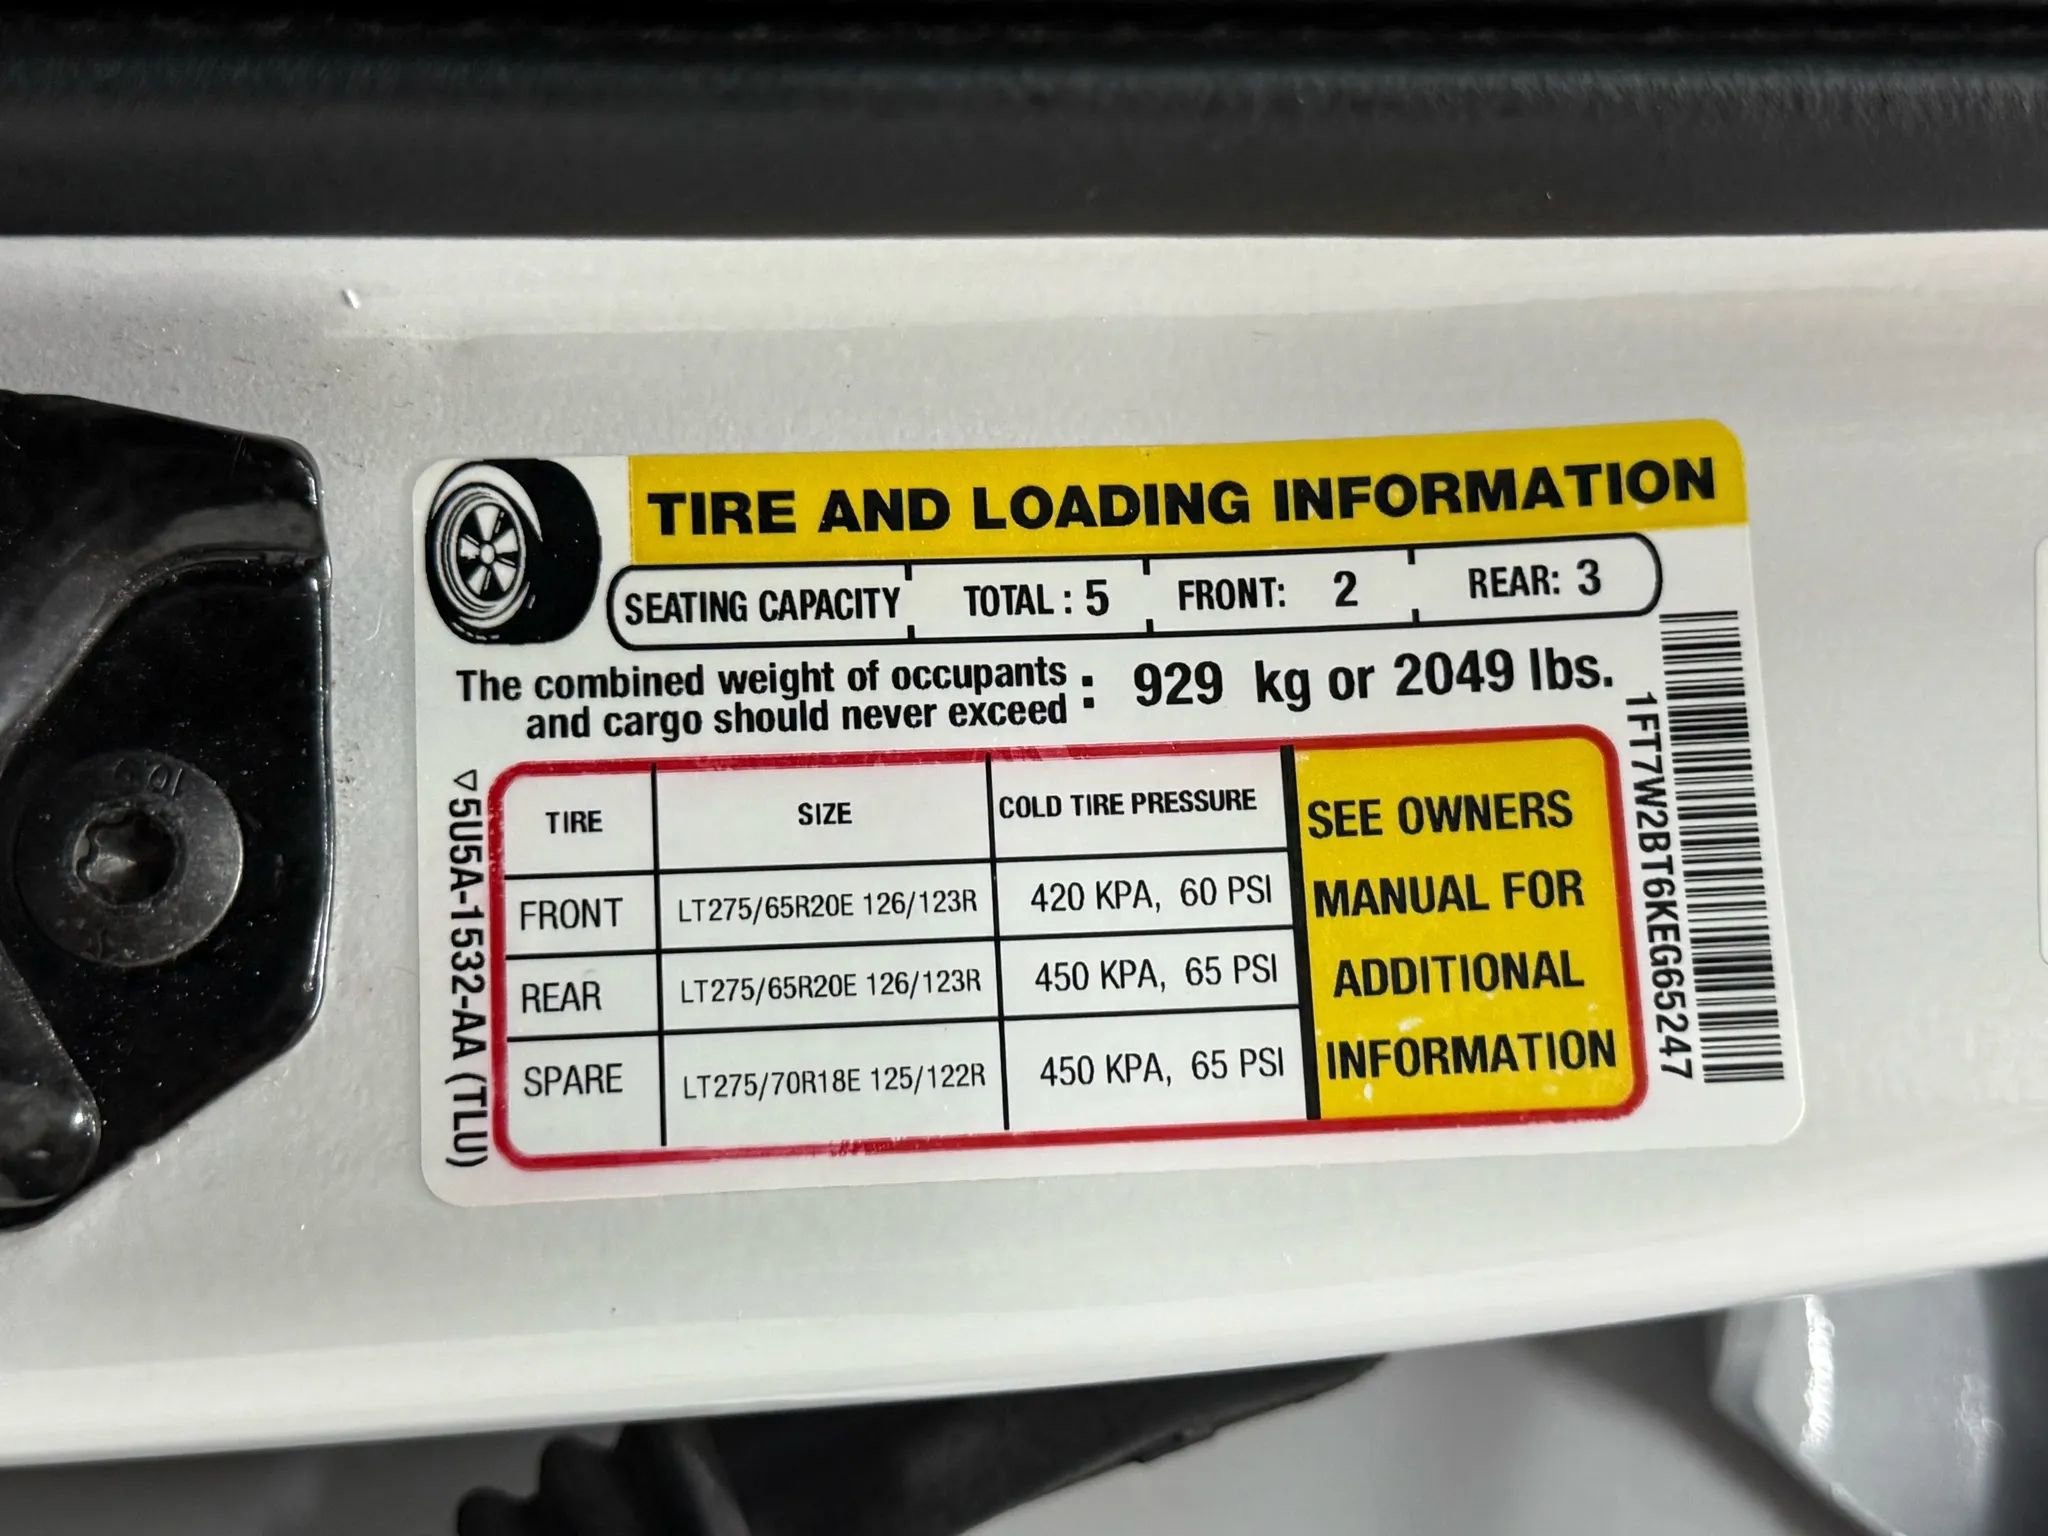 TIRE AND LOADING INFORMATION
SEATING CAPACITY TOTAL : 5 FRONT: 2 REAR: 3
The combined weight of occupants
and cargo should never exceed : 929 kg or 2049 lbs.
TIRE SIZE COLD TIRE PRESSURE
FRONT LT275/65R20E 126/123R 420 KPA, 60 PSI
REAR LT275/65R20E 126/123R 450 KPA, 65 PSI
SPARE LT275/70R18E 125/122R 450 KPA, 65 PSI
SEE OWNERS
MANUAL FOR
ADDITIONAL
INFORMATION
▽5U5A-1532-AA (TLU)
1FT7W2BT6KEG65247